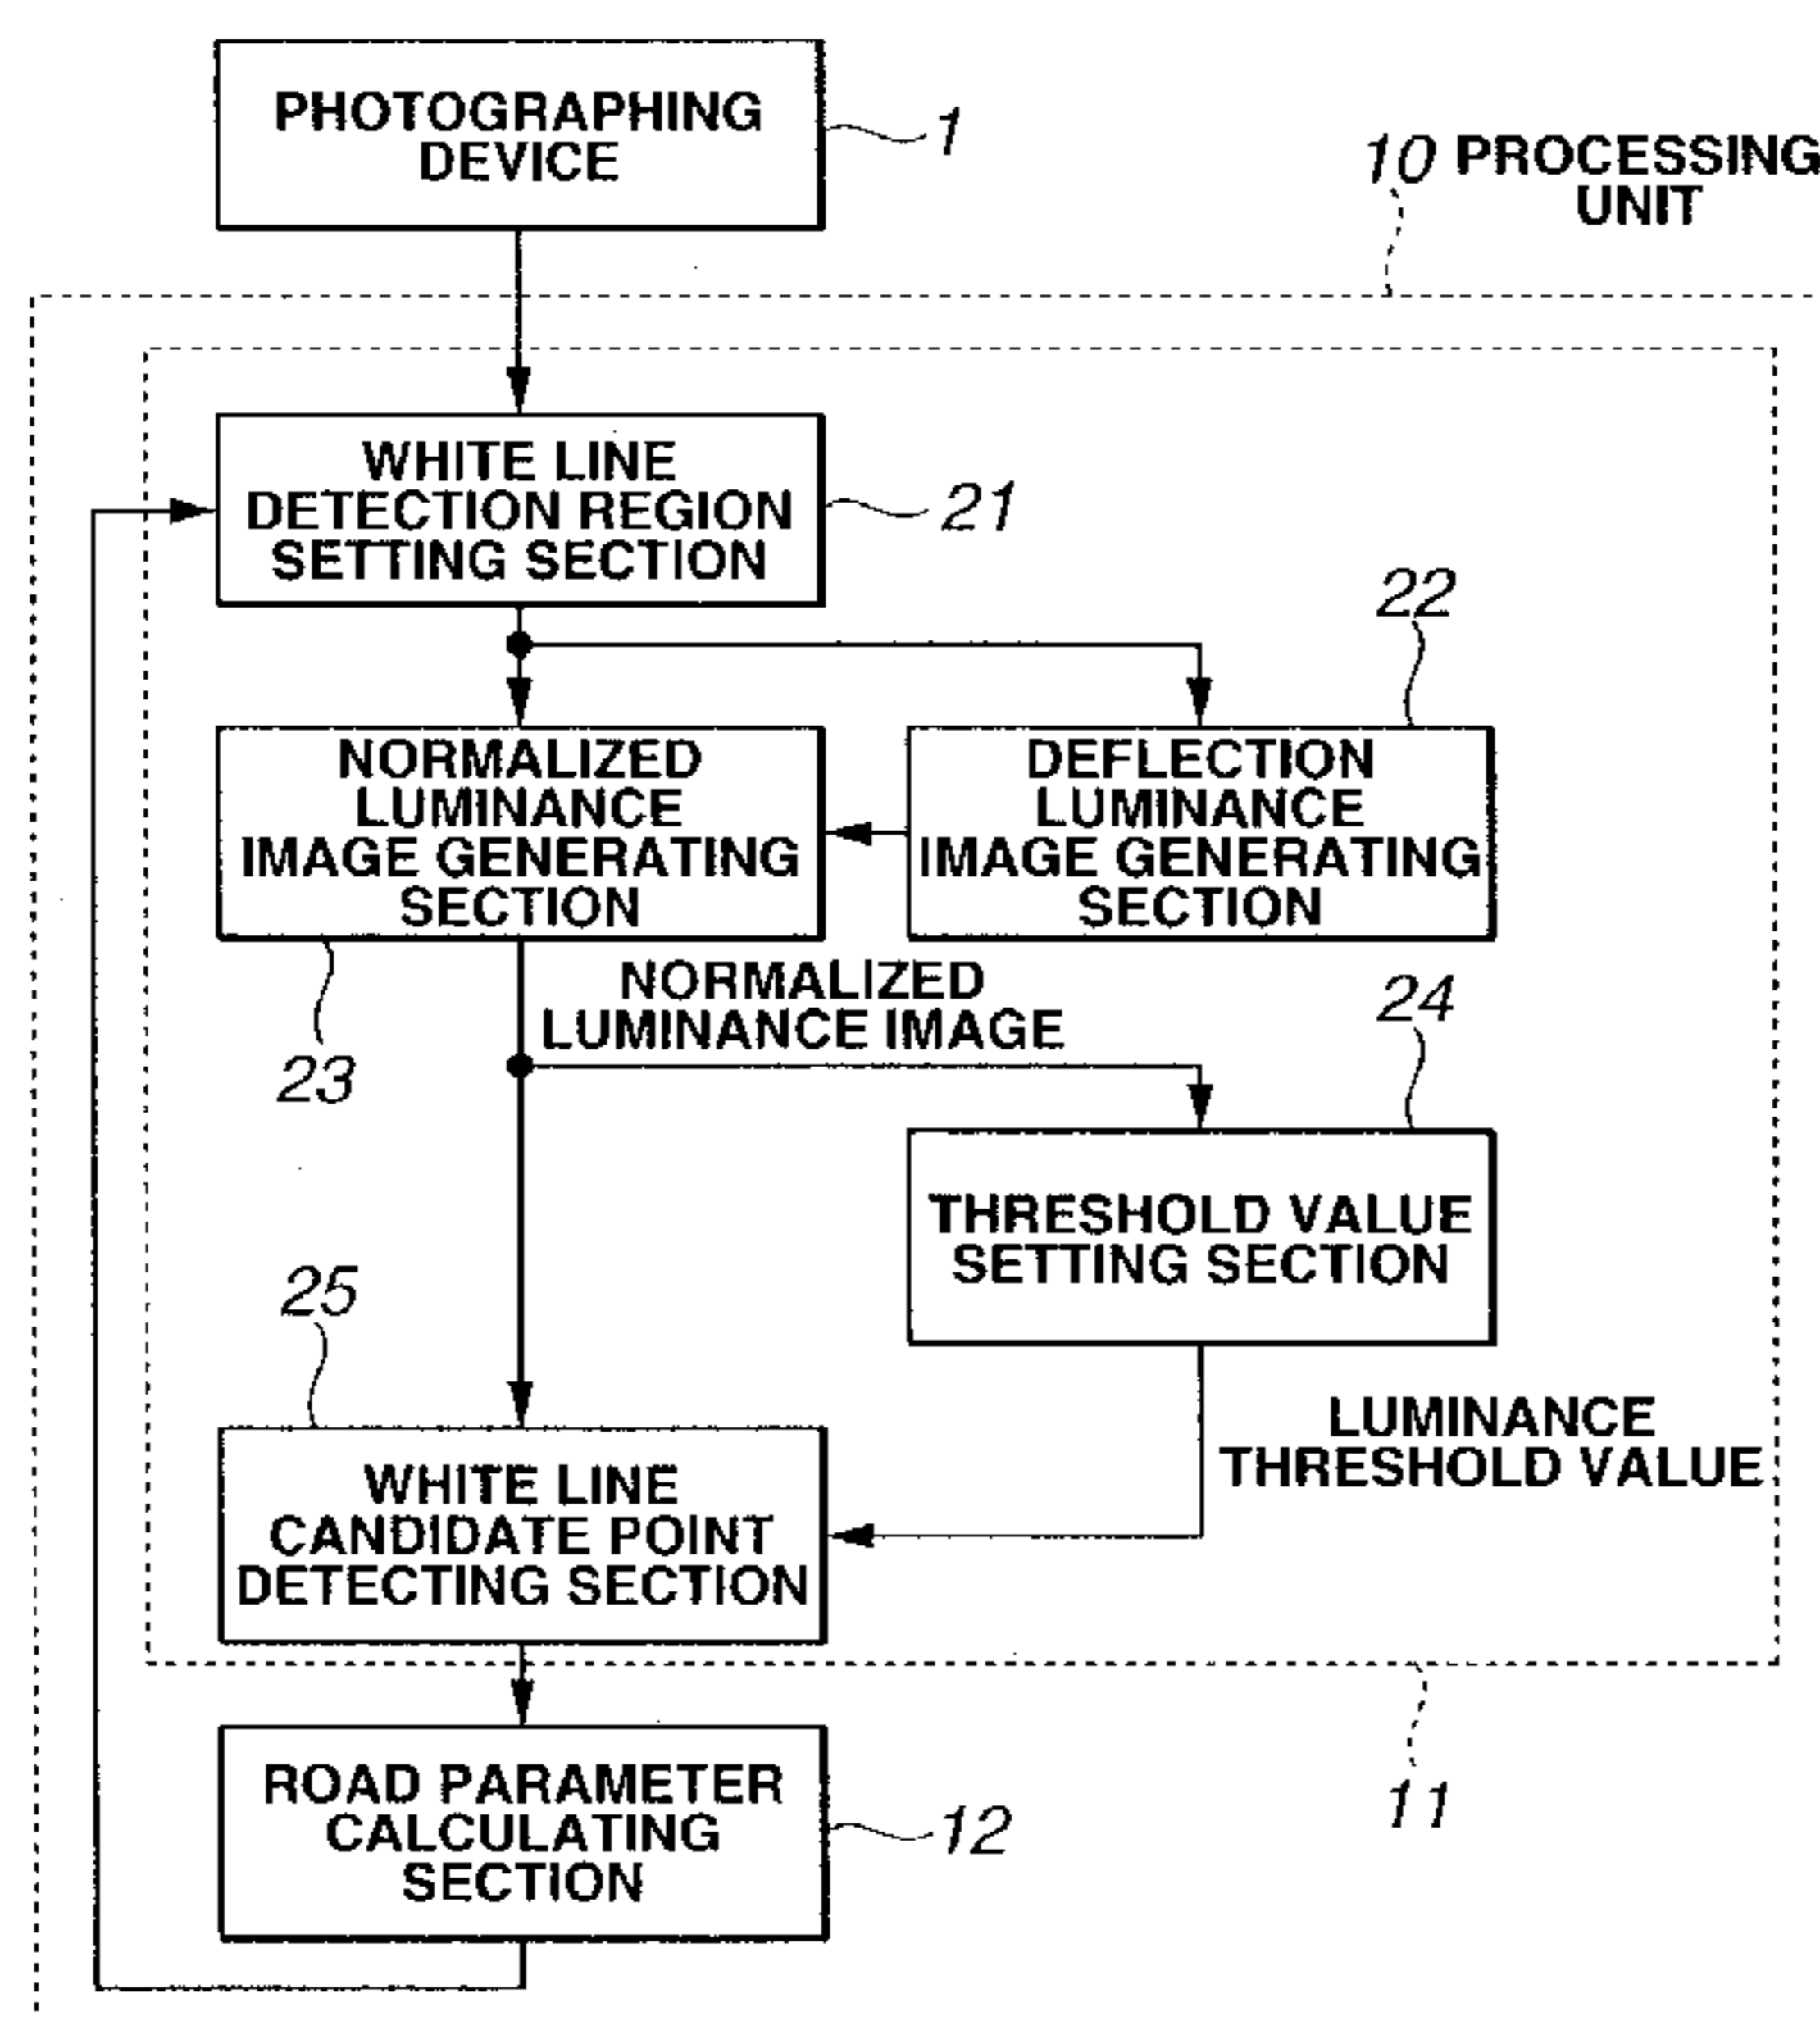 PHOTOGRAPHING
DEVICE
1
10 PROCESSING
UNIT
WHITE LINE
DETECTION REGION
SETTING SECTION
21
22
NORMALIZED
LUMINANCE
IMAGE GENERATING
SECTION
DEFLECTION
LUMINANCE
IMAGE GENERATING
SECTION
23
NORMALIZED
LUMINANCE IMAGE
24
THRESHOLD VALUE
SETTING SECTION
25
LUMINANCE
THRESHOLD VALUE
WHITE LINE
CANDIDATE POINT
DETECTING SECTION
11
ROAD PARAMETER
CALCULATING
SECTION
12